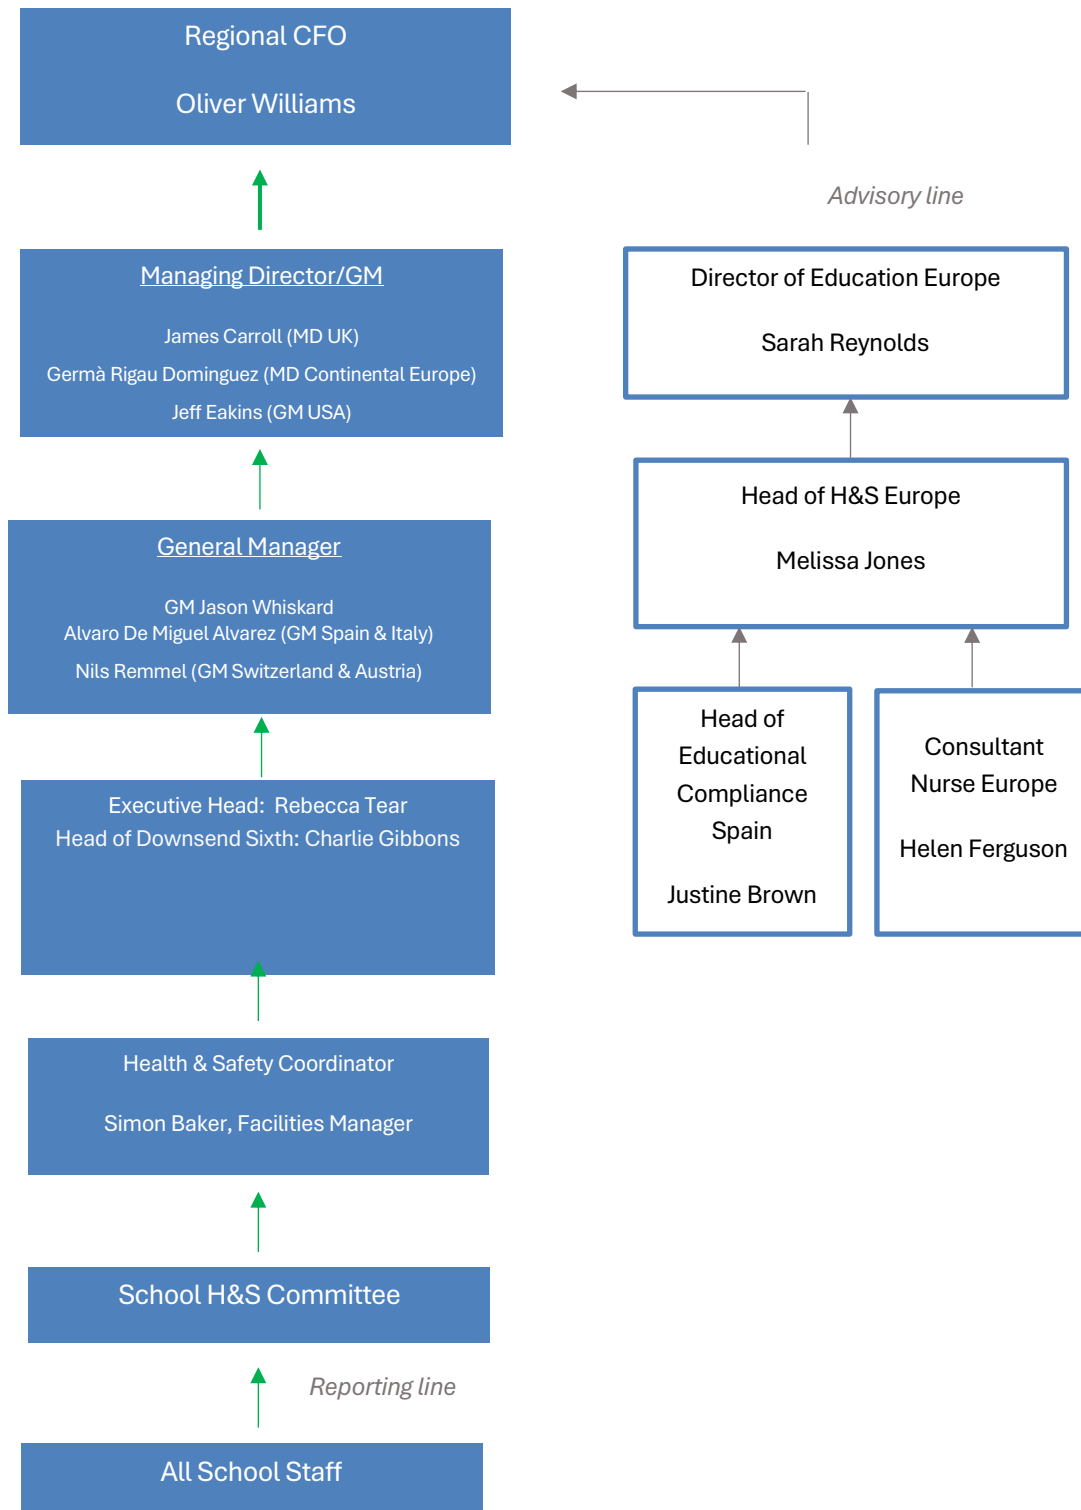 Regional CFO
Oliver Williams
Advisory line
Managing Director/GM
James Carroll (MD UK)
Germà Rigau Dominguez (MD Continental Europe)
Jeff Eakins (GM USA)
Director of Education Europe
Sarah Reynolds
Head of H&S Europe
Melissa Jones
General Manager
GM Jason Whiskard
Alvaro De Miguel Alvarez (GM Spain & Italy)
Nils Remmel (GM Switzerland & Austria)
Head of
Educational
Compliance
Spain
Justine Brown
Consultant
Nurse Europe
Helen Ferguson
Executive Head:  Rebecca Tear
Head of Downsend Sixth: Charlie Gibbons
Health & Safety Coordinator
Simon Baker, Facilities Manager
School H&S Committee
Reporting line
All School Staff